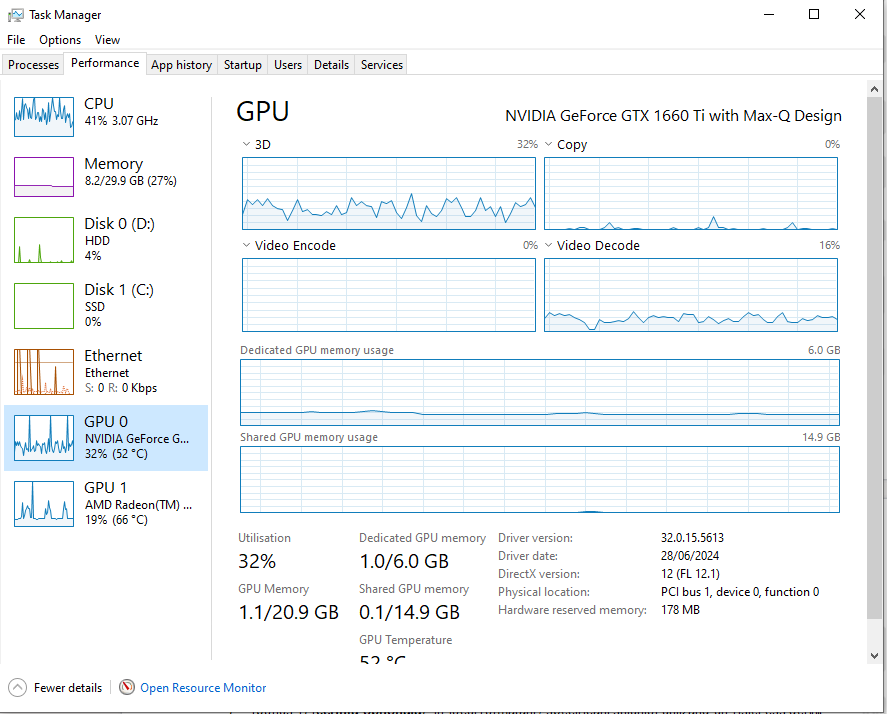 Task Manager
File Options View
Processes Performance App history Startup Users Details Services
CPU
41% 3.07 GHz
Memory
8.2/29.9 GB (27%)
Disk 0 (D:)
HDD
4%
Disk 1 (C:)
SSD
0%
Ethernet
Ethernet
S: 0 R: 0 Kbps
GPU 0
NVIDIA GeForce G...
32% (52 °C)
GPU 1
AMD Radeon(TM) ...
19% (66 °C)
GPU
NVIDIA GeForce GTX 1660 Ti with Max-Q Design
3D 32%
Copy 0%
Video Encode 0%
Video Decode 16%
Dedicated GPU memory usage 6.0 GB
Shared GPU memory usage 14.9 GB
Utilisation
32%
Dedicated GPU memory
1.0/6.0 GB
GPU Memory
1.1/20.9 GB
Shared GPU memory
0.1/14.9 GB
GPU Temperature
52 °C
Driver version: 32.0.15.5613
Driver date: 28/06/2024
DirectX version: 12 (FL 12.1)
Physical location: PCI bus 1, device 0, function 0
Hardware reserved memory: 178 MB
Fewer details
Open Resource Monitor